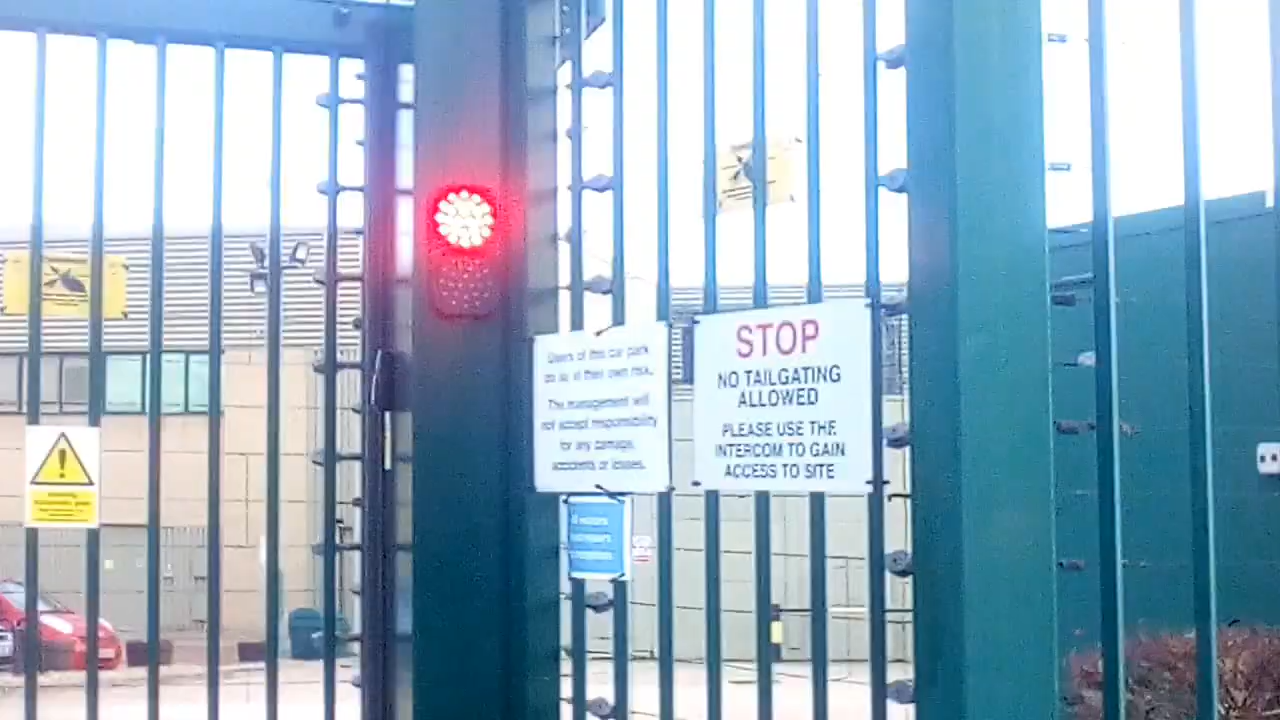 Users of this car park
do so at their own risk.
The management will
not accept responsibility
for any damage,
accidents or losses.
STOP
NO TAILGATING
ALLOWED
PLEASE USE THE
INTERCOM TO GAIN
ACCESS TO SITE